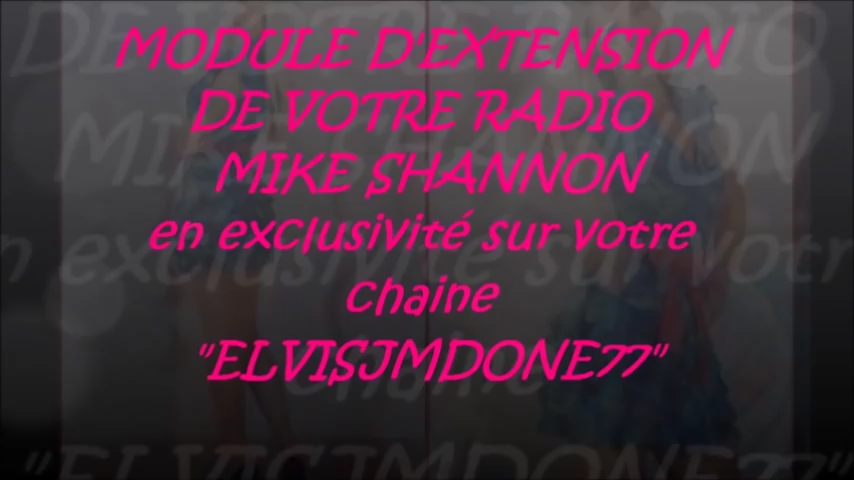 MODULE D'EXTENSION
DE VOTRE RADIO
MIKE SHANNON
en exclusivité sur votre
chaine
"ELVISJMDONE77"